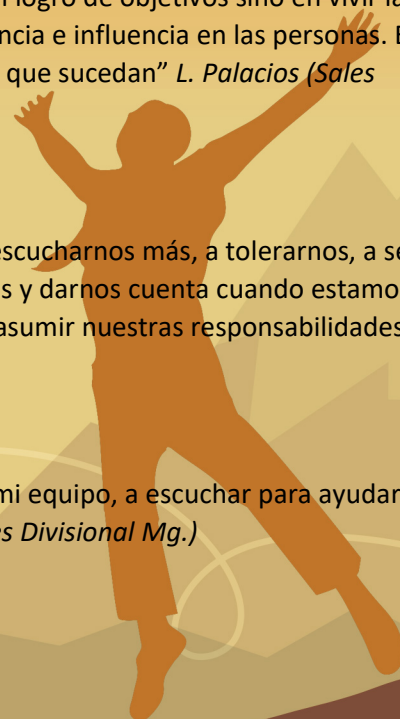 logro de objetivos sino en vivir la
ncia e influencia en las personas. E
que sucedan” L. Palacios (Sales
escucharnos más, a tolerarnos, a se
s y darnos cuenta cuando estamo
asumir nuestras responsabilidades
mi equipo, a escuchar para ayudar
es Divisional Mg.)